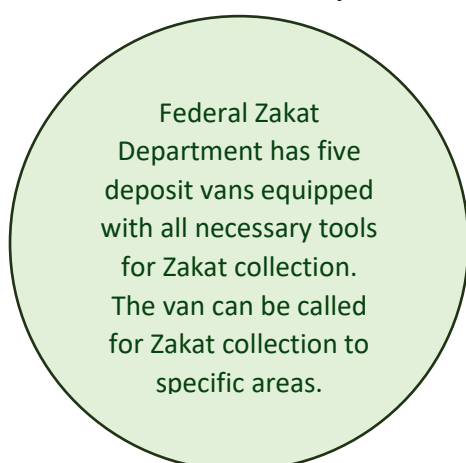 Federal Zakat
Department has five
deposit vans equipped
with all necessary tools
for Zakat collection.
The van can be called
for Zakat collection to
specific areas.